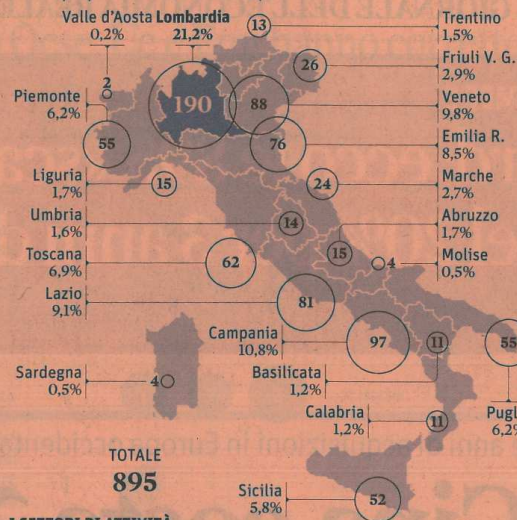 Valle d'Aosta
0,2%
2
Lombardia
21,2%
190
13
Trentino
1,5%
26
Friuli V. G.
2,9%
88
Veneto
9,8%
Piemonte
6,2%
55
76
Emilia R.
8,5%
Liguria
1,7%
15
24
Marche
2,7%
Umbria
1,6%
14
15
Abruzzo
1,7%
Toscana
6,9%
62
4
Molise
0,5%
Lazio
9,1%
81
Campania
10,8%
97
11
Basilicata
1,2%
55
Pugl
6,2%
Sardegna
0,5%
4
Calabria
1,2%
11
TOTALE
895
Sicilia
5,8%
52